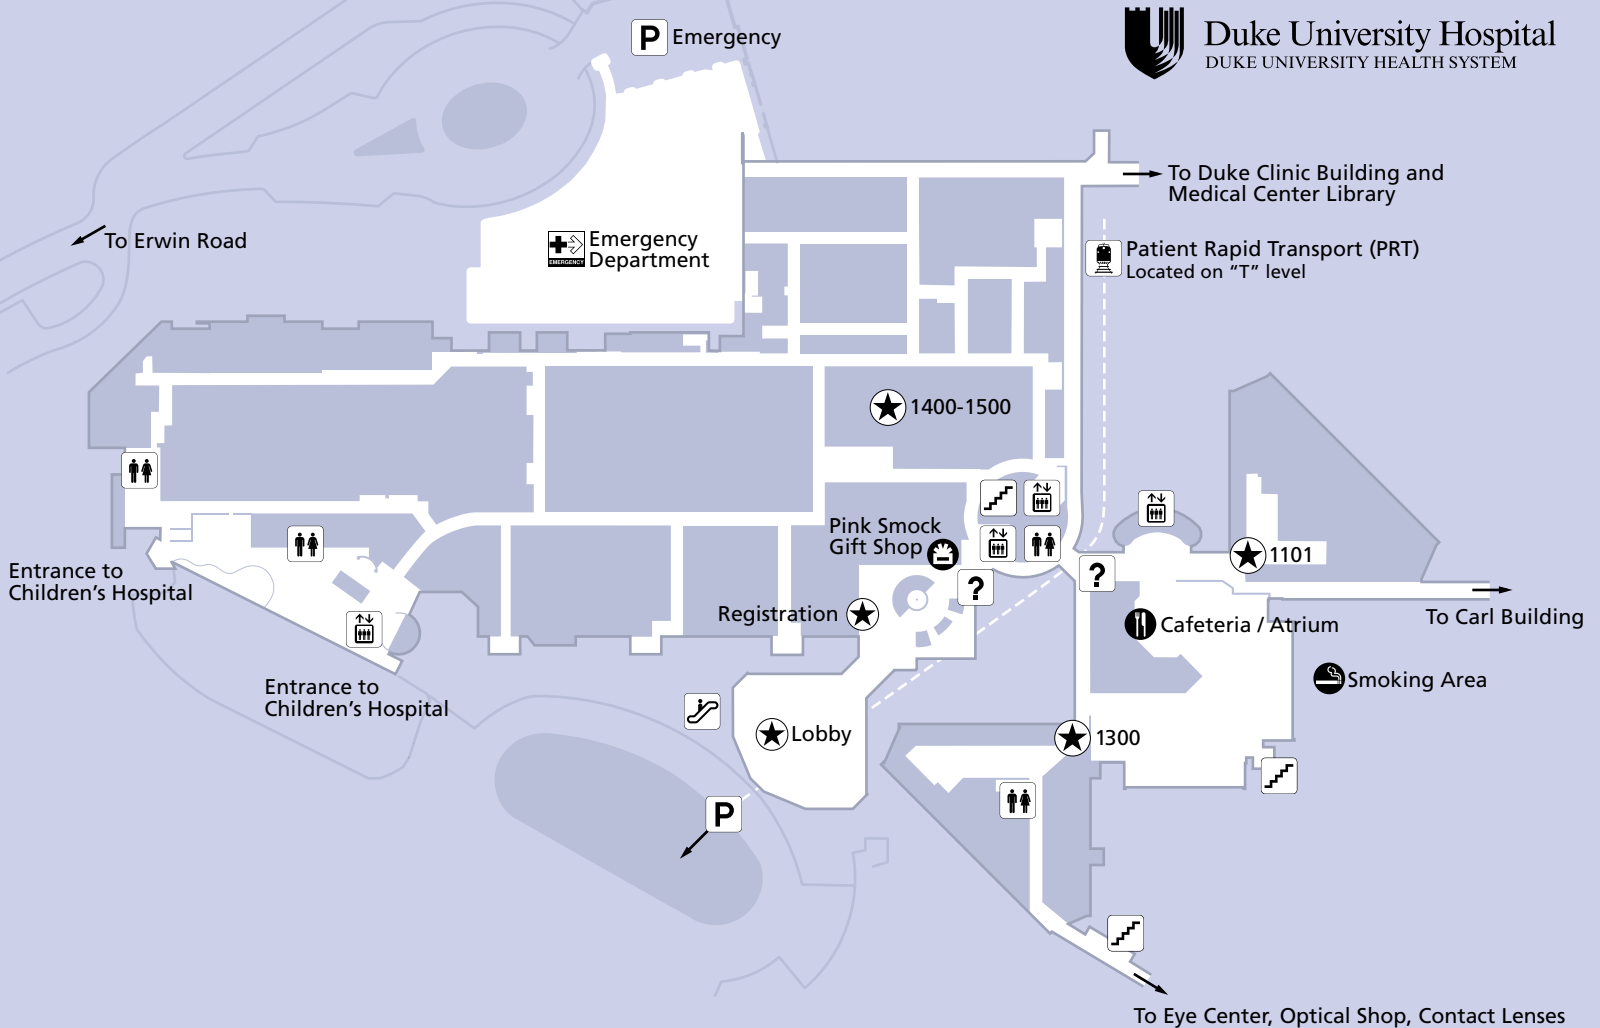 P Emergency
Duke University Hospital
DUKE UNIVERSITY HEALTH SYSTEM
To Duke Clinic Building and
Medical Center Library
To Erwin Road
Emergency
Department
EMERGENCY
Patient Rapid Transport (PRT)
Located on “T” level
1400-1500
Pink Smock
Gift Shop
1101
?
?
Entrance to
Children’s Hospital
Registration
To Carl Building
Cafeteria / Atrium
Smoking Area
Entrance to
Children’s Hospital
Lobby
1300
P
To Eye Center, Optical Shop, Contact Lenses